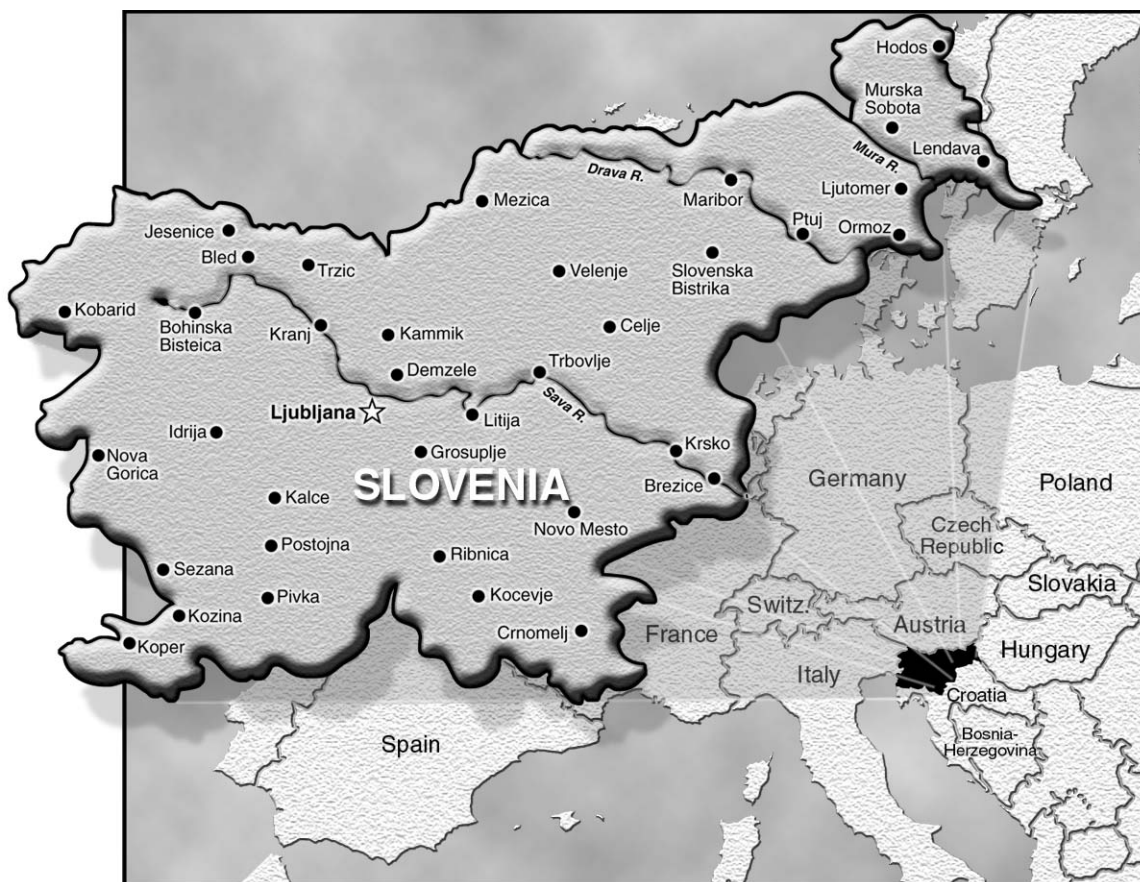 Hodos
Murska
Sobota
Mura R.
Lendava
Drava R.
Maribor
Ljutomer
Mezica
Ptuj
Ormoz
Jesenice
Bled
Trzic
Velenje
Slovenska
Bistrika
Kobarid
Bohinska
Bisteica
Kranj
Kammik
Celje
Demzele
Trbovlje
Ljubljana
Litija
Sava R.
Idrija
Grosuplje
Krsko
Nova
Gorica
SLOVENIA
Brezice
Kalce
Novo Mesto
Postojna
Ribnica
Sezana
Pivka
Kocevje
Kozina
Crnomelj
Koper
Germany
Poland
Czech
Republic
Slovakia
Switz.
Austria
France
Hungary
Italy
Croatia
Spain
Bosnia-
Herzegovina